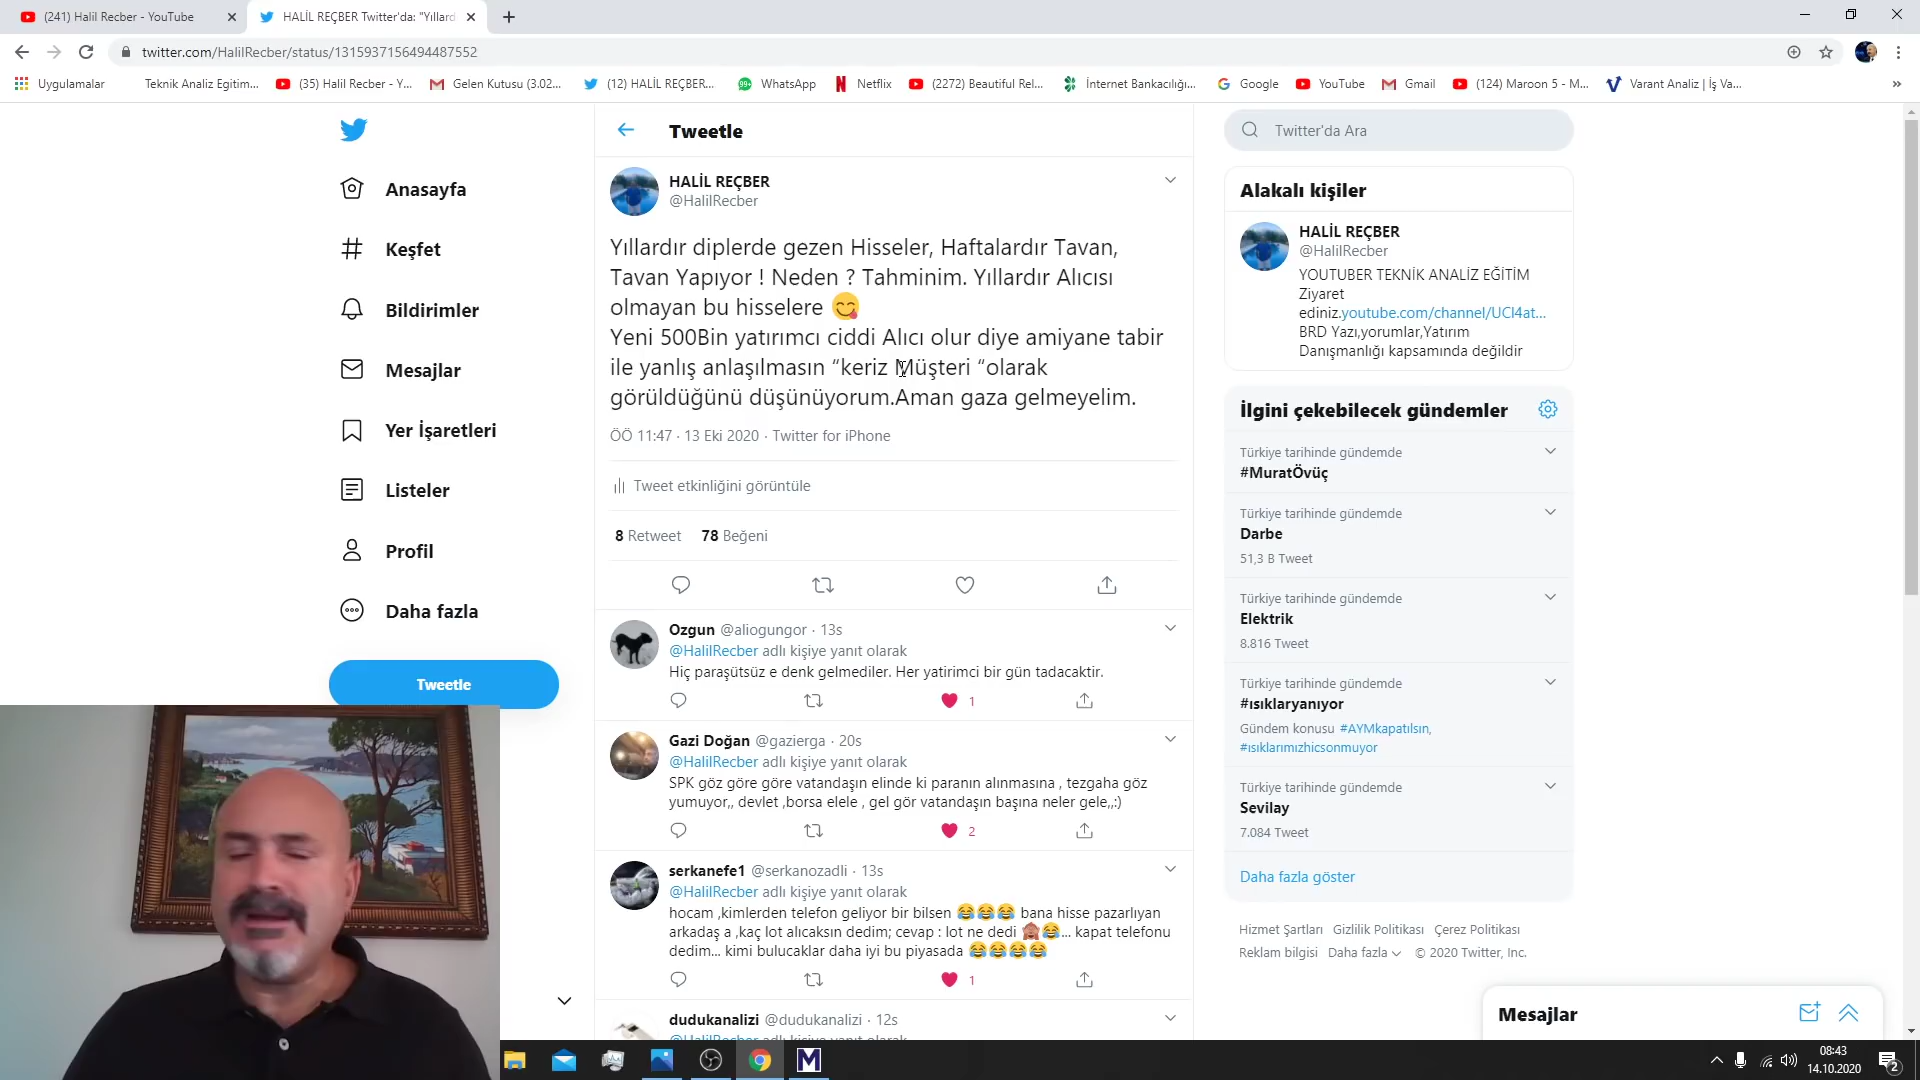 (241) Halil Recber - YouTube
HALİL REÇBER Twitter'da: "Yıllard
twitter.com/HalilRecber/status/1315937156494487552
Uygulamalar
Teknik Analiz Egitim...
(35) Halil Recber - Y...
Gelen Kutusu (3.02...
(12) HALİL REÇBER...
WhatsApp
Netflix
(2272) Beautiful Rel...
İnternet Bankacılığı...
Google
YouTube
Gmail
(124) Maroon 5 - M...
Varant Analiz | İş Va...
Anasayfa
Keşfet
Bildirimler
Mesajlar
Yer İşaretleri
Listeler
Profil
Daha fazla
Tweetle
Tweetle
HALİL REÇBER
@HalilRecber
Yıllardır diplerde gezen Hisseler, Haftalardır Tavan,
Tavan Yapıyor ! Neden ? Tahminim. Yıllardır Alıcısı
olmayan bu hisselere 😋
Yeni 500Bin yatırımcı ciddi Alıcı olur diye amiyane tabir
ile yanlış anlaşılmasın “keriz Müşteri “olarak
görüldüğünü düşünüyorum.Aman gaza gelmeyelim.
ÖÖ 11:47 · 13 Eki 2020 · Twitter for iPhone
Tweet etkinliğini görüntüle
8 Retweet 78 Beğeni
Ozgun @aliogungor · 13s
@HalilRecber adlı kişiye yanıt olarak
Hiç paraşütsüz e denk gelmediler. Her yatirimci bir gün tadacaktir.
1
Gazi Doğan @gazierga · 20s
@HalilRecber adlı kişiye yanıt olarak
SPK göz göre göre vatandaşın elinde ki paranın alınmasına , tezgaha göz
yumuyor,, devlet ,borsa elele , gel gör vatandaşın başına neler gele,,:)
2
serkanefe1 @serkanozadli · 13s
@HalilRecber adlı kişiye yanıt olarak
hocam ,kimlerden telefon geliyor bir bilsen 😂😂😂 bana hisse pazarlıyan
arkadaş a ,kaç lot alıcaksın dedim; cevap : lot ne dedi 🙈😂... kapat telefonu
dedim... kimi bulucaklar daha iyi bu piyasada 😂😂😂😂
1
dudukanalizi @dudukanalizi · 12s
@HalilRecber adlı kişiye yanıt olarak
Twitter'da Ara
Alakalı kişiler
HALİL REÇBER
@HalilRecber
YOUTUBER TEKNİK ANALİZ EĞİTİM
Ziyaret
ediniz.youtube.com/channel/UCI4at...
BRD Yazı,yorumlar,Yatırım
Danışmanlığı kapsamında değildir
İlgini çekebilecek gündemler
Türkiye tarihinde gündemde
#MuratÖvüç
Türkiye tarihinde gündemde
Darbe
51,3 B Tweet
Türkiye tarihinde gündemde
Elektrik
8.816 Tweet
Türkiye tarihinde gündemde
#ısıklaryanıyor
Gündem konusu #AYMkapatılsın,
#ısıklarımızhicsonmuyor
Türkiye tarihinde gündemde
Sevilay
7.084 Tweet
Daha fazla göster
Hizmet Şartları Gizlilik Politikası Çerez Politikası
Reklam bilgisi Daha fazla © 2020 Twitter, Inc.
Mesajlar
08:43
14.10.2020
2